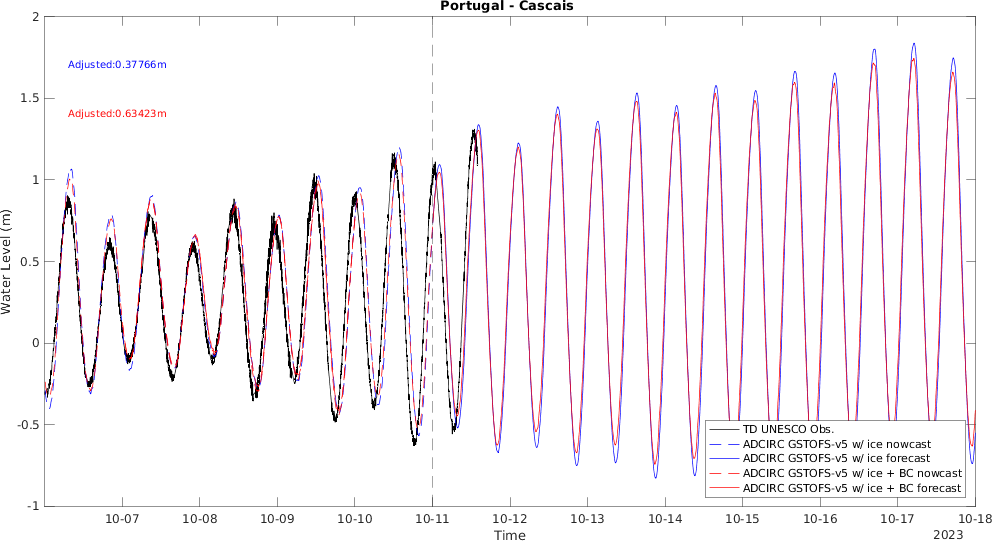 Portugal - Cascais
2
Adjusted:0.37766m
1.5
Adjusted:0.63423m
1
0.5
0
-0.5
-1
Water Level (m)
TD UNESCO Obs.
ADCIRC GSTOFS-v5 w/ ice nowcast
ADCIRC GSTOFS-v5 w/ ice forecast
ADCIRC GSTOFS-v5 w/ ice + BC nowcast
ADCIRC GSTOFS-v5 w/ ice + BC forecast
10-07 10-08 10-09 10-10 10-11 10-12 10-13 10-14 10-15 10-16 10-17 10-18
Time
2023